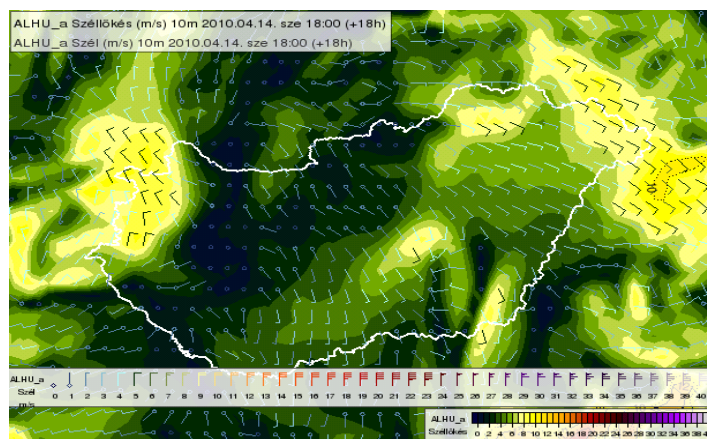 ALHU_a Széllökés (m/s) 10m 2010.04.14. sze 18:00 (+18h)
ALHU_a Szél (m/s) 10m 2010.04.14. sze 18:00 (+18h)
10
ALHU_a
Szél
m/s
0 1 2 3 4 5 6 7 8 9 10 11 12 13 14 15 16 17 18 19 20 21 22 23 24 25 26 27 28 29 30 31 32 33 34 35 36 37 38 39 40
ALHU_a
Széllökés
0 2 4 6 8 10 12 14 16 18 20 22 24 26 28 30 32 34 36 38